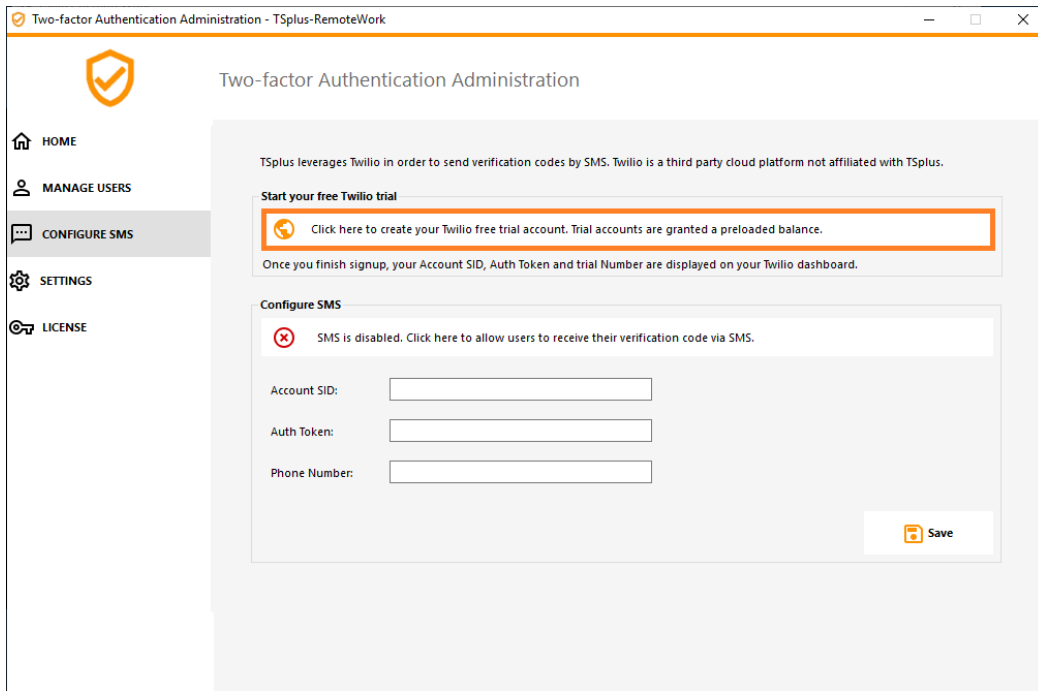 Two-factor Authentication Administration - TSplus-RemoteWork
Two-factor Authentication Administration
HOME
MANAGE USERS
CONFIGURE SMS
SETTINGS
LICENSE
TSplus leverages Twilio in order to send verification codes by SMS. Twilio is a third party cloud platform not affiliated with TSplus.
Start your free Twilio trial
Click here to create your Twilio free trial account. Trial accounts are granted a preloaded balance.
Once you finish signup, your Account SID, Auth Token and trial Number are displayed on your Twilio dashboard.
Configure SMS
SMS is disabled. Click here to allow users to receive their verification code via SMS.
Account SID:
Auth Token:
Phone Number:
Save